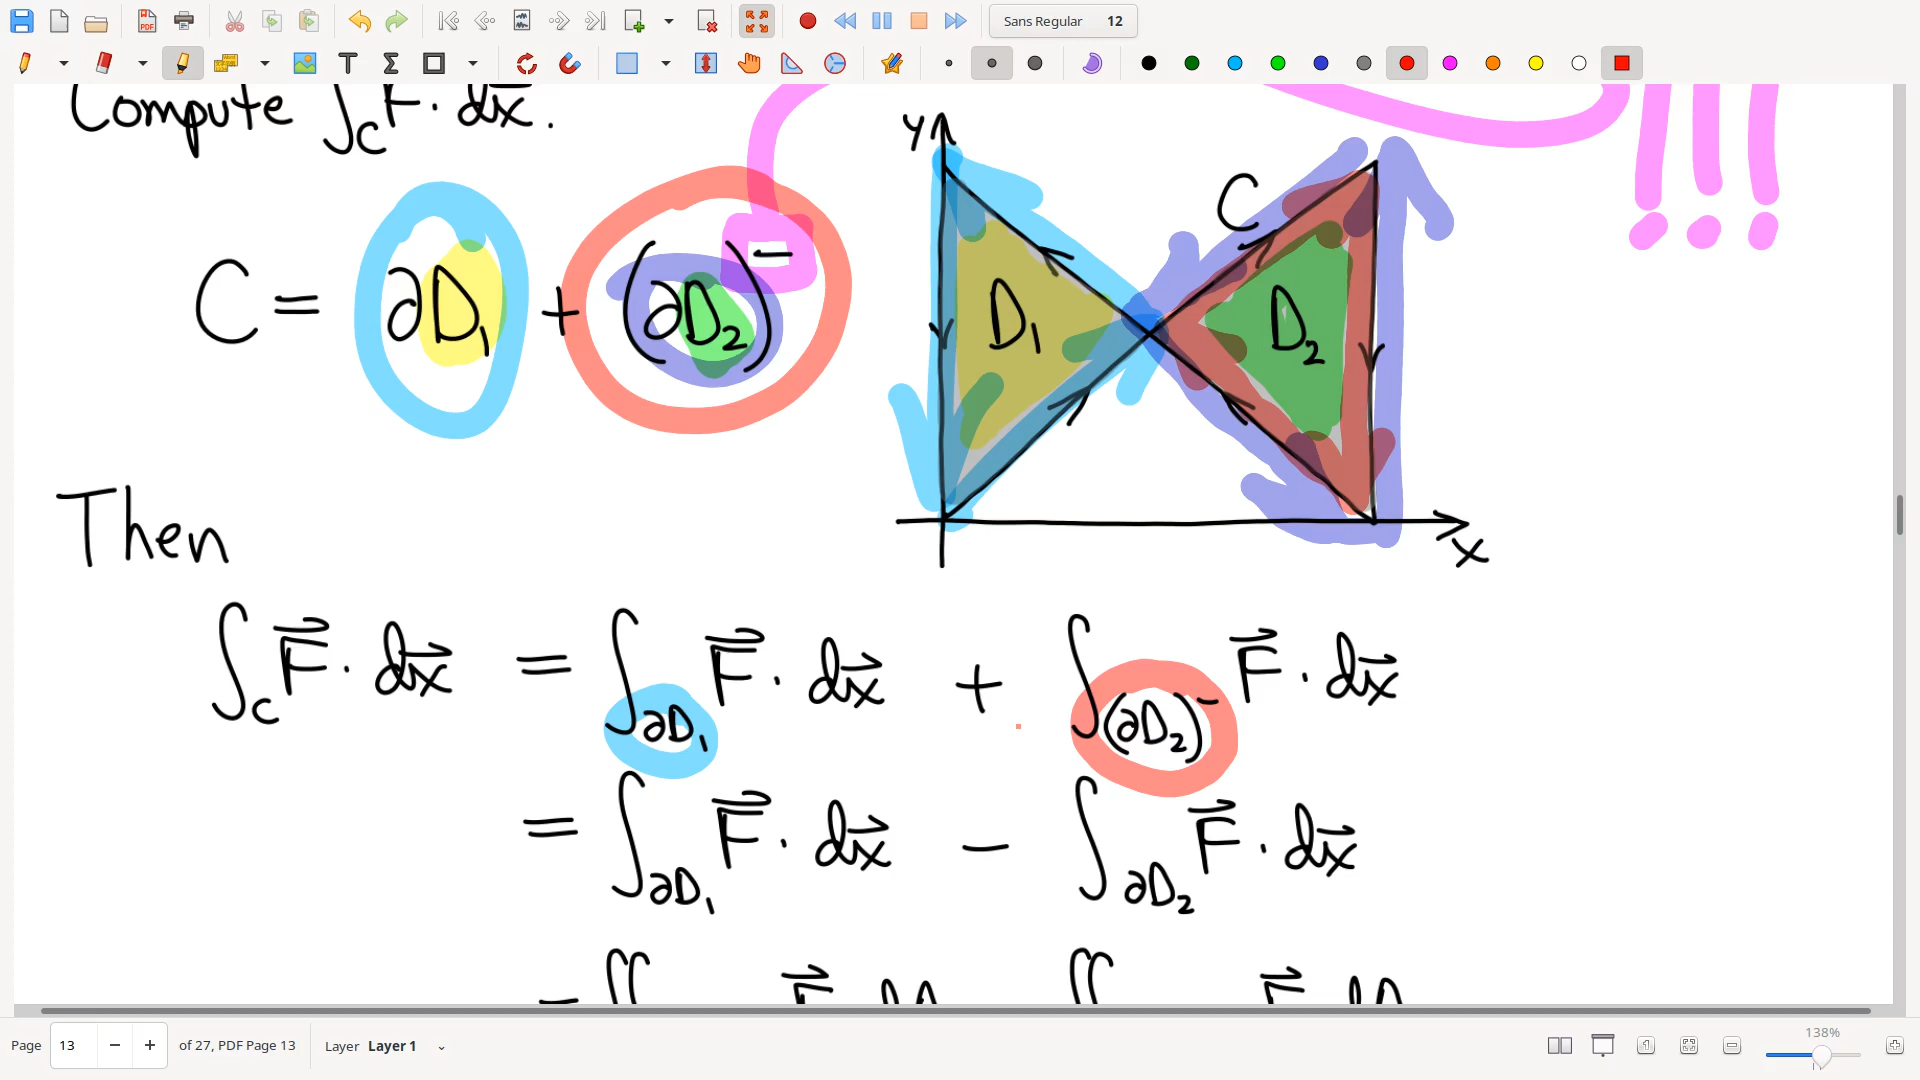 Sans Regular 12
Compute ∫_C F · dx⃗.
C = ∂D₁ + (∂D₂)⁻
y
C
D₁
D₂
x
Then
∫_C F⃗ · dx⃗ = ∫_∂D₁ F⃗ · dx⃗ + ∫_(∂D₂)⁻ F⃗ · dx⃗
= ∫_∂D₁ F⃗ · dx⃗ − ∫_∂D₂ F⃗ · dx⃗
!!!
Page 13 of 27, PDF Page 13 Layer Layer 1 138%